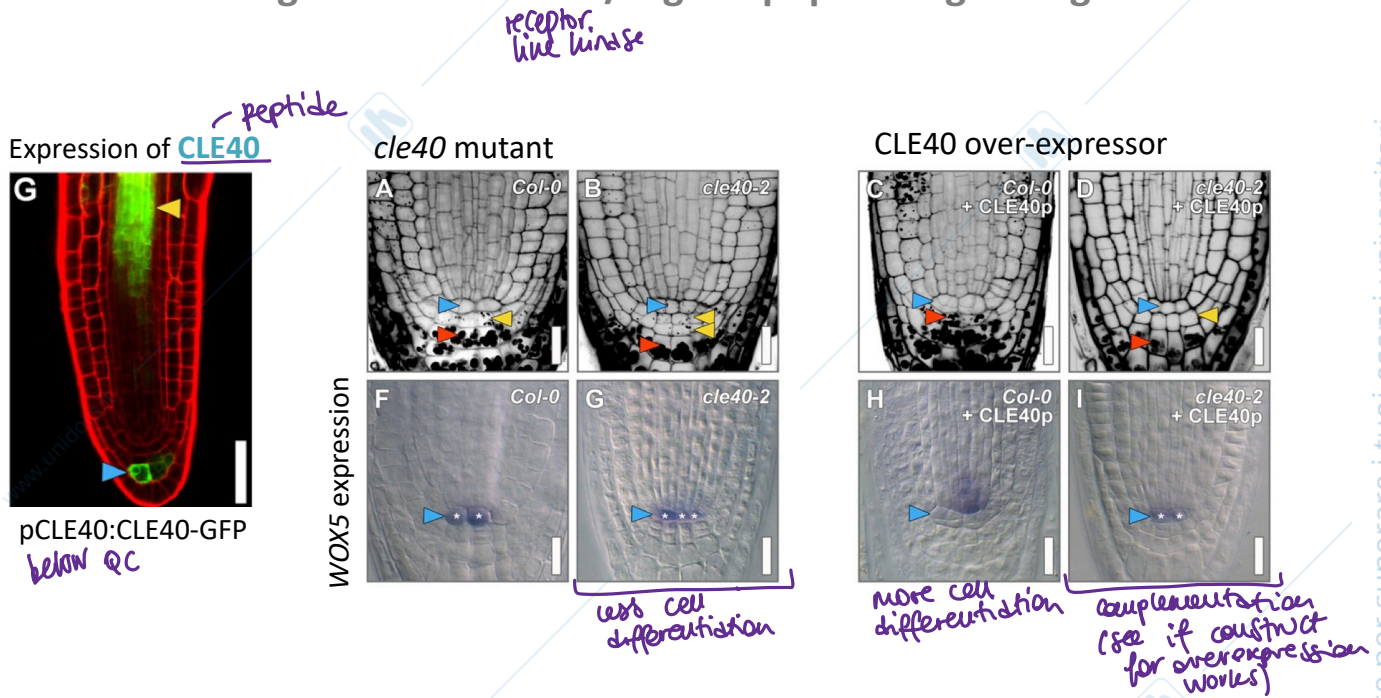 receptor
like kinase
peptide
Expression of CLE40
cle40 mutant
CLE40 over-expressor
G
A
Col-0
B
cle40-2
C
Col-0
+ CLE40p
D
cle40-2
+ CLE40p
WOX5 expression
F
Col-0
* *
G
cle40-2
* * *
H
Col-0
+ CLE40p
I
cle40-2
+ CLE40p
* *
pCLE40:CLE40-GFP
below QC
less cell
differentiation
more cell
differentiation
complementation
(see if construct
for overexpression
works)